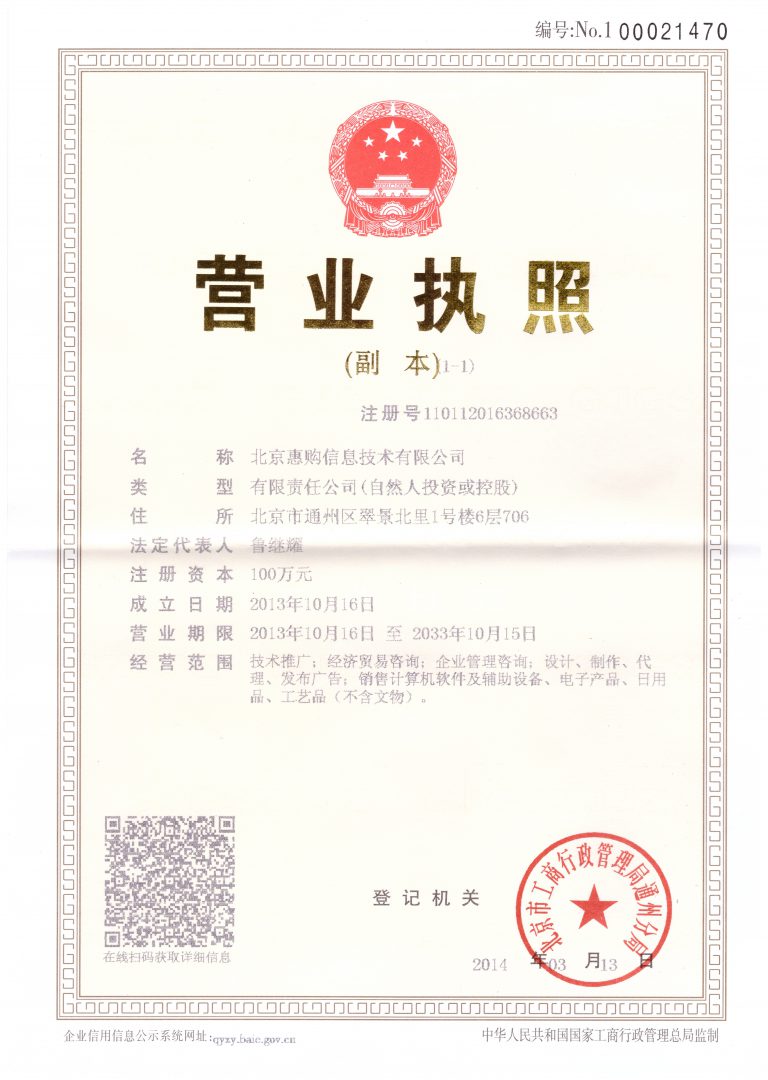 编号:No.1 00021470
营业执照
(副 本)(1-1)
注册号110112016368663
名 称 北京惠购信息技术有限公司
类 型 有限责任公司(自然人投资或控股)
住 所 北京市通州区翠景北里1号楼6层706
法定代表人 鲁继耀
注册资本 100万元
成立日期 2013年10月16日
营业期限 2013年10月16日 至 2033年10月15日
经营范围 技术推广；经济贸易咨询；企业管理咨询；设计、制作、代
理、发布广告；销售计算机软件及辅助设备、电子产品、日用
品、工艺品（不含文物）。
在线扫码获取详细信息
登记机关
北京市工商行政管理局通州分局
2014 年03 月13 日
企业信用信息公示系统网址:qyxy.baic.gov.cn
中华人民共和国国家工商行政管理总局监制